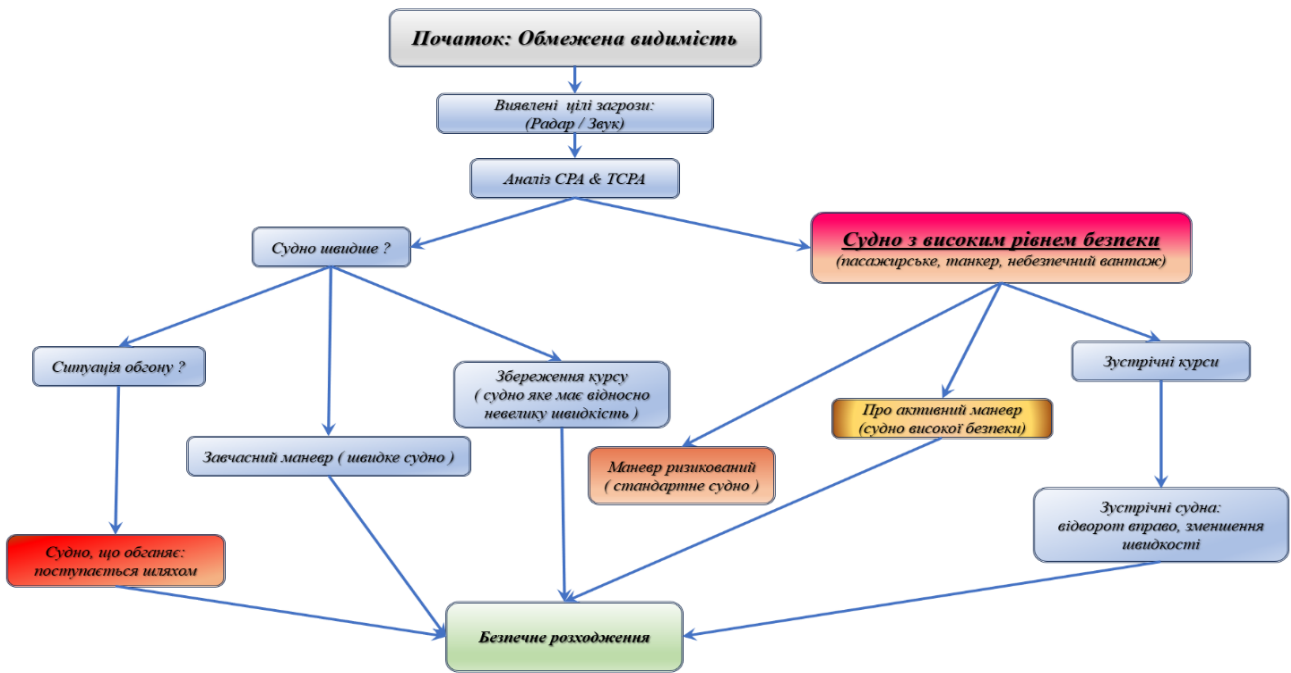 Початок: Обмежена видимість
Виявлені цілі загрози:
(Радар / Звук)
Аналіз CPA & TCPA
Судно швидше ?
Судно з високим рівнем безпеки
(пасажирське, танкер, небезпечний вантаж)
Ситуація обгону ?
Збереження курсу
( судно яке має відносно
невелику швидкість )
Зустрічні курси
Про активний маневр
(судно високої безпеки)
Завчасний маневр ( швидке судно )
Маневр ризикований
( стандартне судно )
Зустрічні судна:
відворот вправо, зменшення
швидкості
Судно, що обганяє:
поступається шляхом
Безпечне розходження